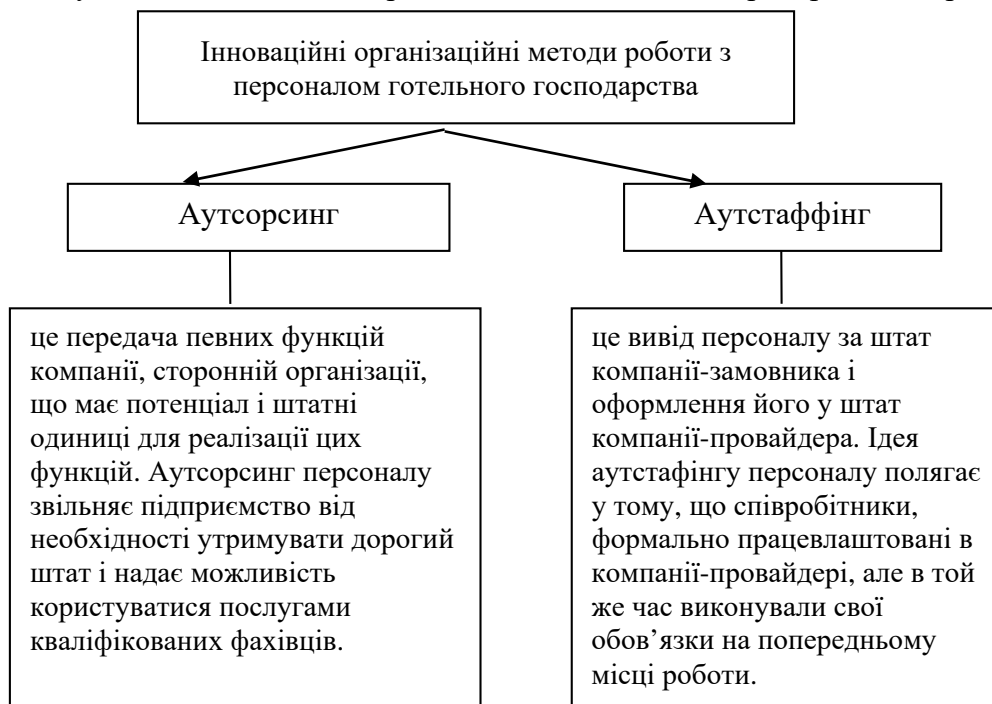 Інноваційні організаційні методи роботи з
персоналом готельного господарства
Аутсорсинг
Аутстаффінг
це передача певних функцій
компанії, сторонній організації,
що має потенціал і штатні
одиниці для реалізації цих
функцій. Аутсорсинг персоналу
звільняє підприємство від
необхідності утримувати дорогий
штат і надає можливість
користуватися послугами
кваліфікованих фахівців.
це вивід персоналу за штат
компанії-замовника і
оформлення його у штат
компанії-провайдера. Ідея
аутстафінгу персоналу полягає
у тому, що співробітники,
формально працевлаштовані в
компанії-провайдері, але в той
же час виконували свої
обов’язки на попередньому
місці роботи.